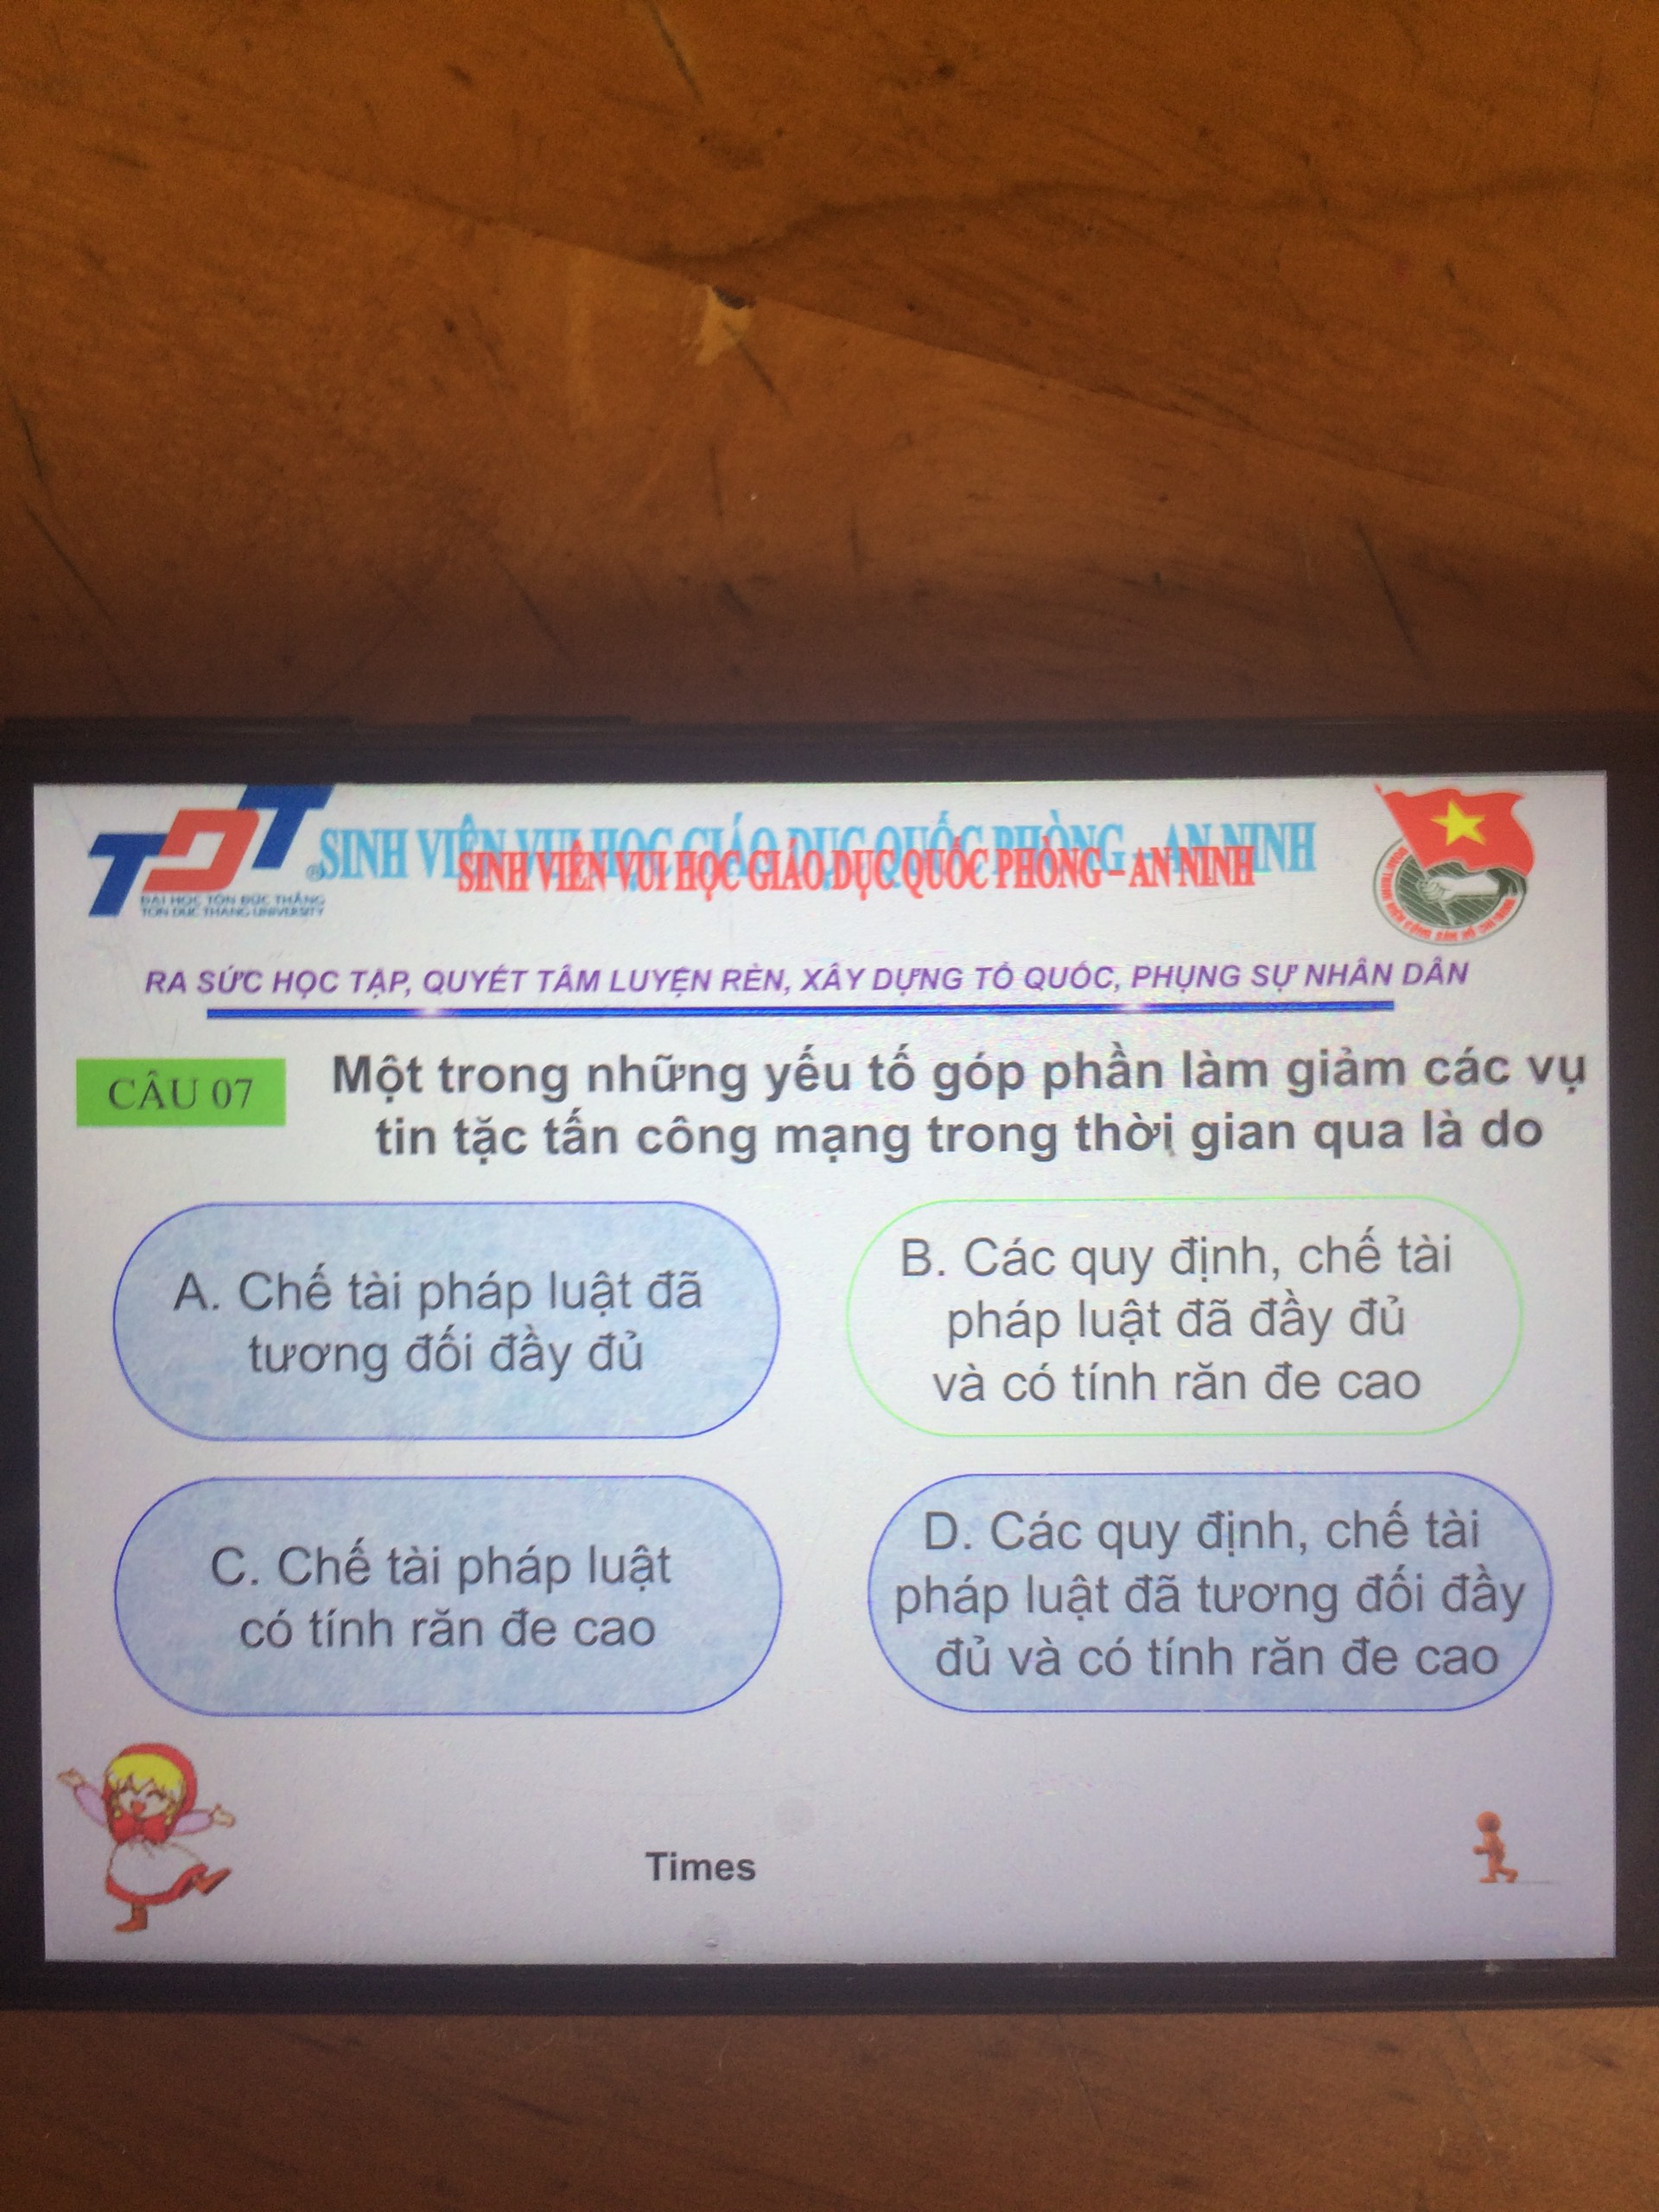 TDT
ĐẠI HỌC TÔN ĐỨC THẮNG
TON DUC THANG UNIVERSITY
®
SINH VIÊN VUI HỌC GIÁO DỤC QUỐC PHÒNG - AN NINH
SINH VIÊN VUI HỌC GIÁO DỤC QUỐC PHÒNG - AN NINH
RA SỨC HỌC TẬP, QUYẾT TÂM LUYỆN RÈN, XÂY DỰNG TỔ QUỐC, PHỤNG SỰ NHÂN DÂN
CÂU 07
Một trong những yếu tố góp phần làm giảm các vụ
tin tặc tấn công mạng trong thời gian qua là do
A. Chế tài pháp luật đã
tương đối đầy đủ
B. Các quy định, chế tài
pháp luật đã đầy đủ
và có tính răn đe cao
C. Chế tài pháp luật
có tính răn đe cao
D. Các quy định, chế tài
pháp luật đã tương đối đầy
đủ và có tính răn đe cao
Times